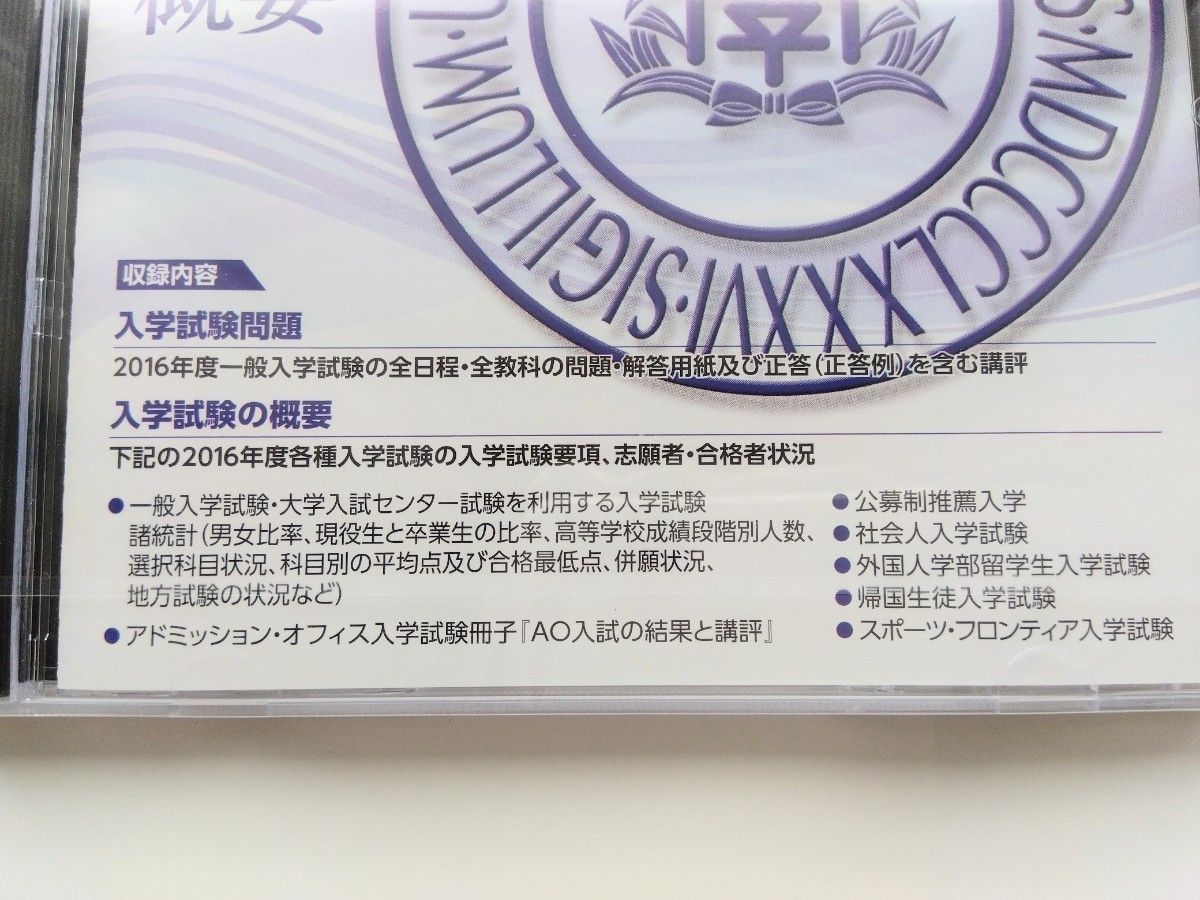 概要
S・MDCCCLXXXVI・SIGILLUM・U
収録内容
入学試験問題
2016年度一般入学試験の全日程・全教科の問題・解答用紙及び正答(正答例)を含む講評
入学試験の概要
下記の2016年度各種入学試験の入学試験要項、志願者・合格者状況
●一般入学試験・大学入試センター試験を利用する入学試験
諸統計(男女比率、現役生と卒業生の比率、高等学校成績段階別人数、
選択科目状況、科目別の平均点及び合格最低点、併願状況、
地方試験の状況など)
●アドミッション・オフィス入学試験冊子『AO入試の結果と講評』
●公募制推薦入学
●社会人入学試験
●外国人学部留学生入学試験
●帰国生徒入学試験
●スポーツ・フロンティア入学試験